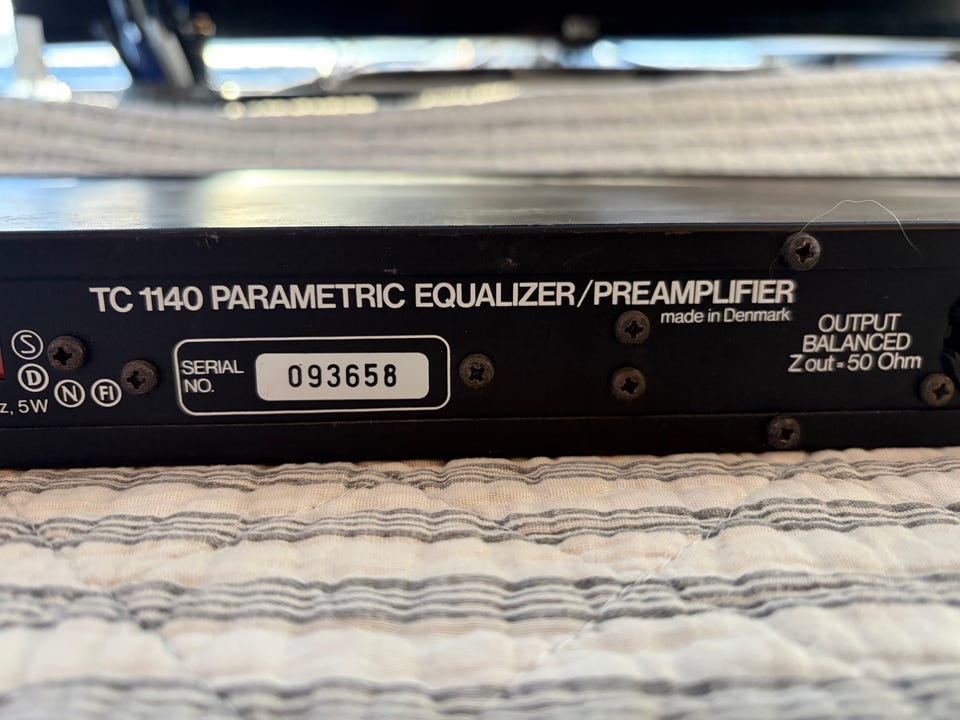 TC 1140 PARAMETRIC EQUALIZER/PREAMPLIFIER
made in Denmark
OUTPUT
BALANCED
Z out = 50 Ohm
S
D
N
FI
z, 5W
SERIAL
NO.
093658